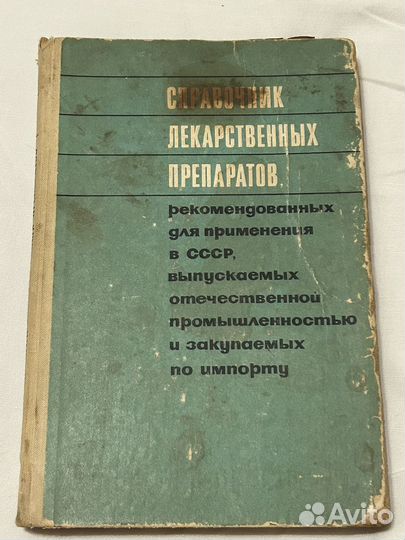 СПРАВОЧНИК
ЛЕКАРСТВЕННЫХ
ПРЕПАРАТОВ,
рекомендованных
для применения
в СССР,
выпускаемых
отечественной
промышленностью
и закупаемых
по импорту
Avito